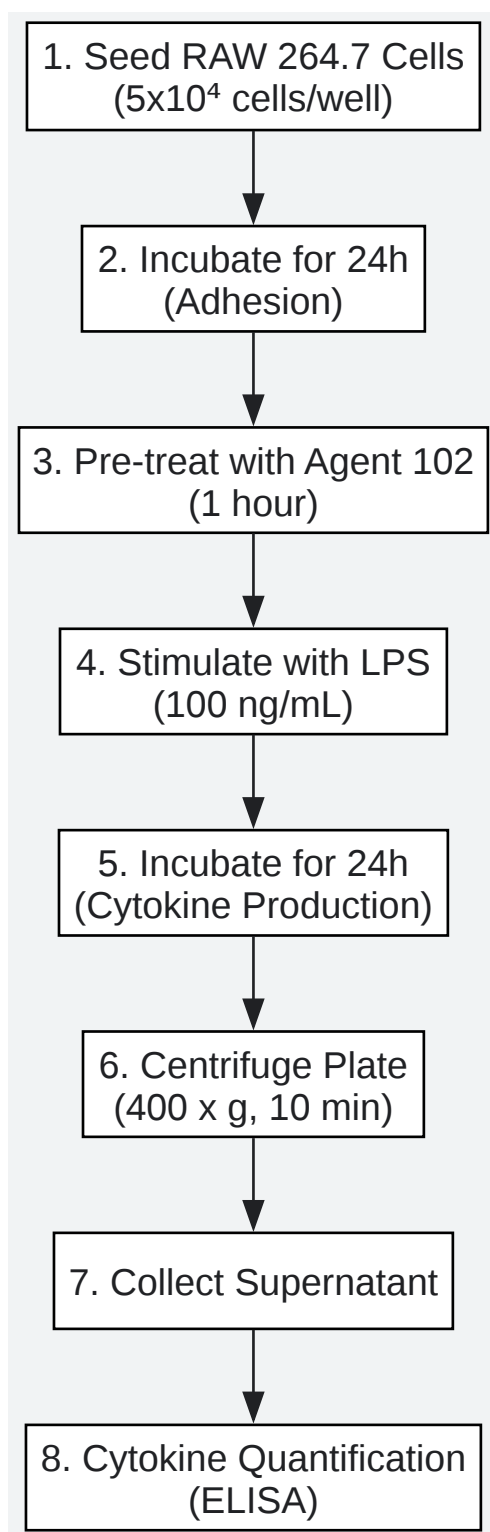 1. Seed RAW 264.7 Cells
(5x10⁴ cells/well)
2. Incubate for 24h
(Adhesion)
3. Pre-treat with Agent 102
(1 hour)
4. Stimulate with LPS
(100 ng/mL)
5. Incubate for 24h
(Cytokine Production)
6. Centrifuge Plate
(400 x g, 10 min)
7. Collect Supernatant
8. Cytokine Quantification
(ELISA)